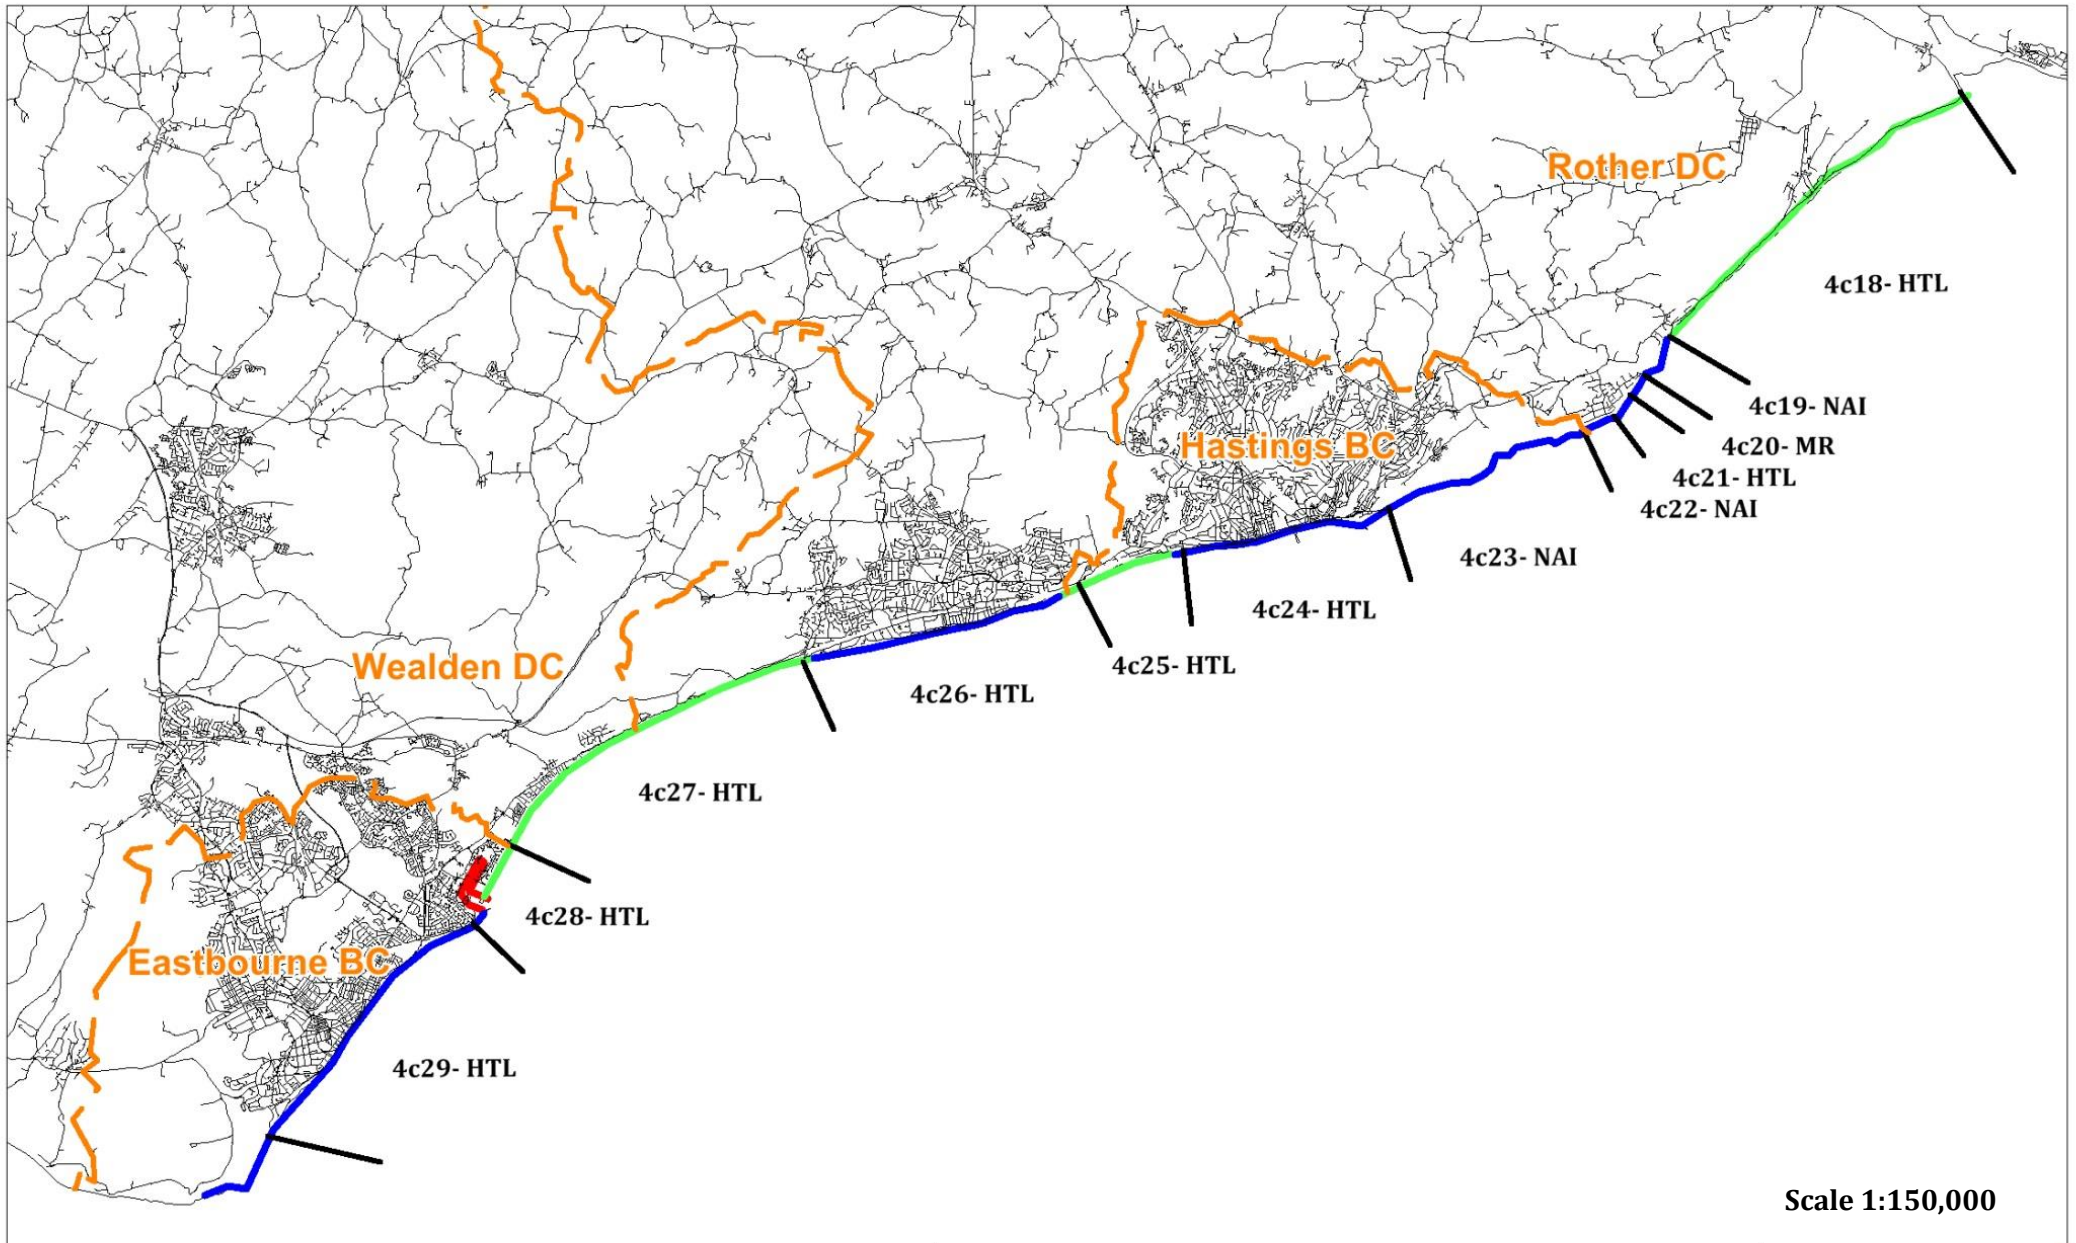 Rother DC
4c18- HTL
4c19- NAI
4c20- MR
Hastings BC
4c21- HTL
4c22- NAI
4c23- NAI
4c24- HTL
4c25- HTL
Wealden DC
4c26- HTL
4c27- HTL
4c28- HTL
Eastbourne BC
4c29- HTL
Scale 1:150,000